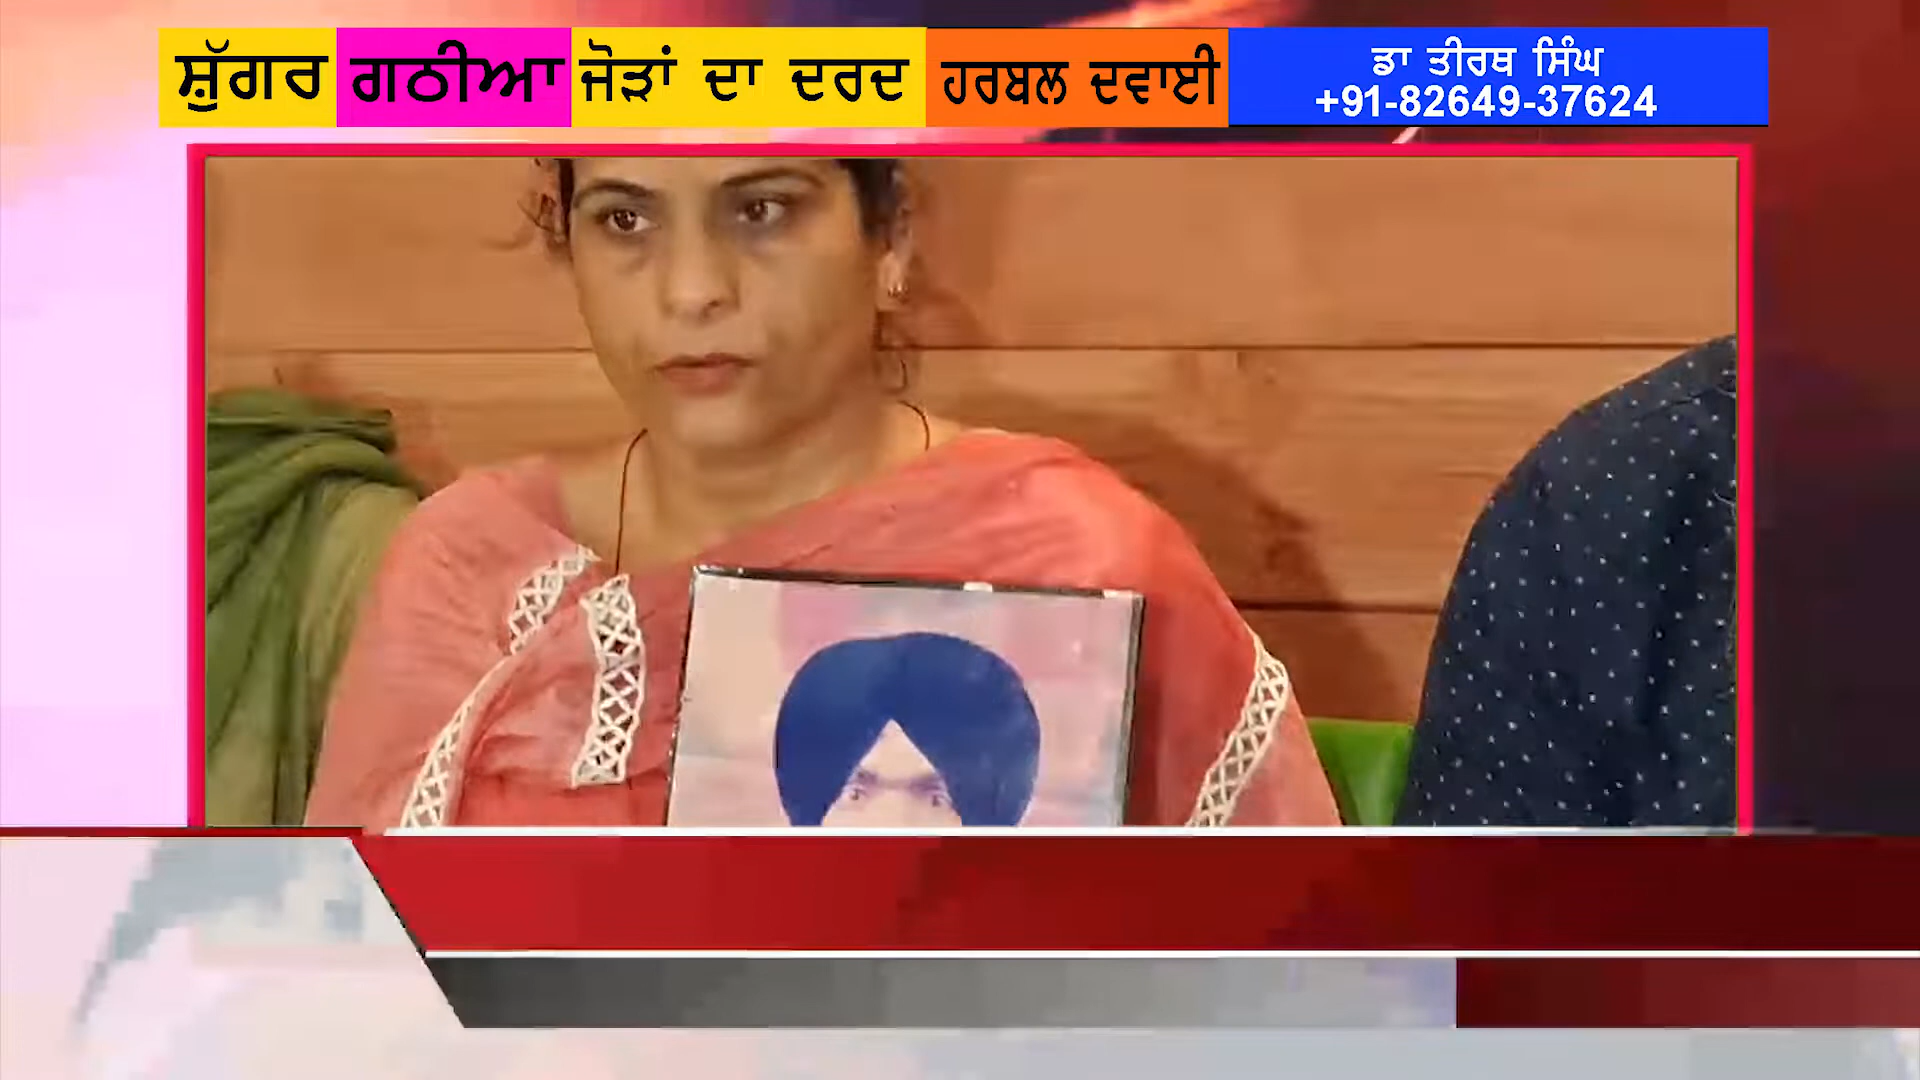 ਸ਼ੁੱਗਰ ਗਠੀਆ ਜੋੜਾਂ ਦਾ ਦਰਦ ਹਰਬਲ ਦਵਾਈ
ਡਾ ਤੀਰਥ ਸਿੰਘ
+91-82649-37624